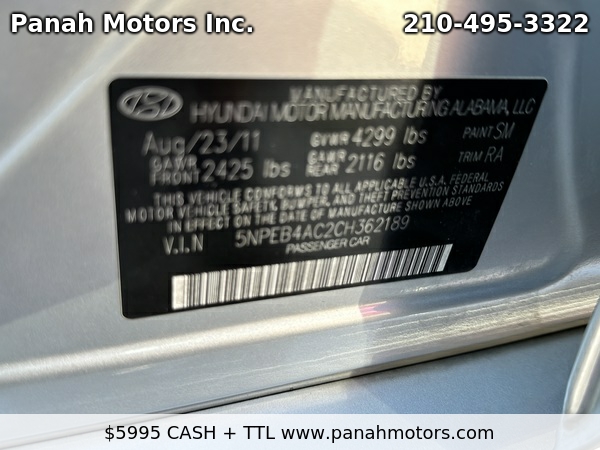 Panah Motors Inc. 210-495-3322
MANUFACTURED BY
HYUNDAI MOTOR MANUFACTURING ALABAMA, LLC
Aug/23/11 GVWR 4299 lbs PAINT SM
GAWR FRONT 2425 lbs GAWR REAR 2116 lbs TRIM RA
THIS VEHICLE CONFORMS TO ALL APPLICABLE U.S.A. FEDERAL
MOTOR VEHICLE SAFETY, BUMPER, AND THEFT PREVENTION STANDARDS
IN EFFECT ON THE DATE OF MANUFACTURE SHOWN ABOVE.
V.I.N 5NPEB4AC2CH362189
PASSENGER CAR
$5995 CASH + TTL www.panahmotors.com